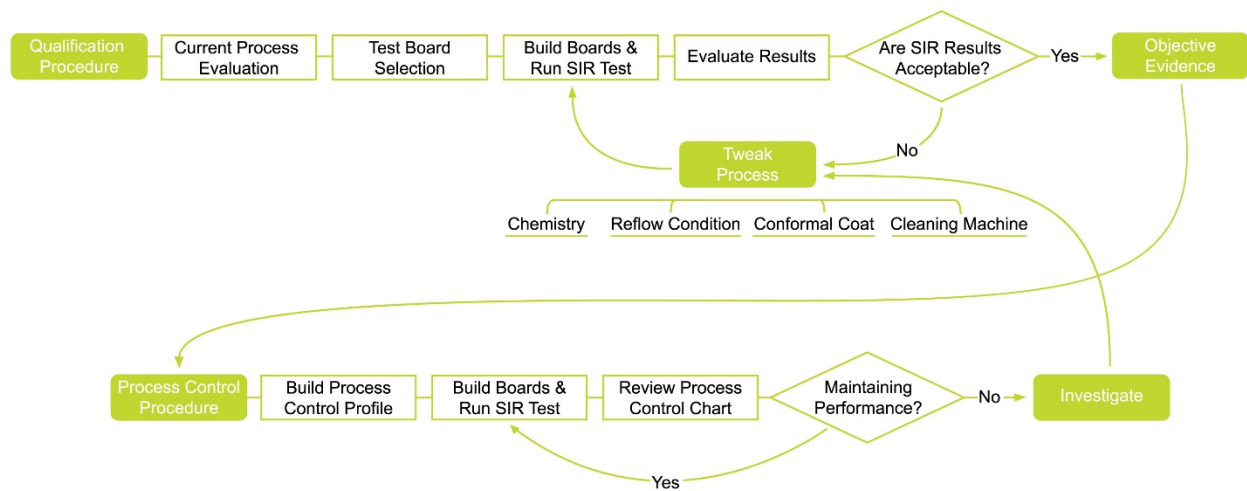 Qualification
Procedure
Current Process
Evaluation
Test Board
Selection
Build Boards &
Run SIR Test
Evaluate Results
Are SIR Results
Acceptable?
Yes
Objective
Evidence
No
Tweak
Process
Chemistry
Reflow Condition
Conformal Coat
Cleaning Machine
Process Control
Procedure
Build Process
Control Profile
Build Boards &
Run SIR Test
Review Process
Control Chart
Maintaining
Performance?
No
Investigate
Yes